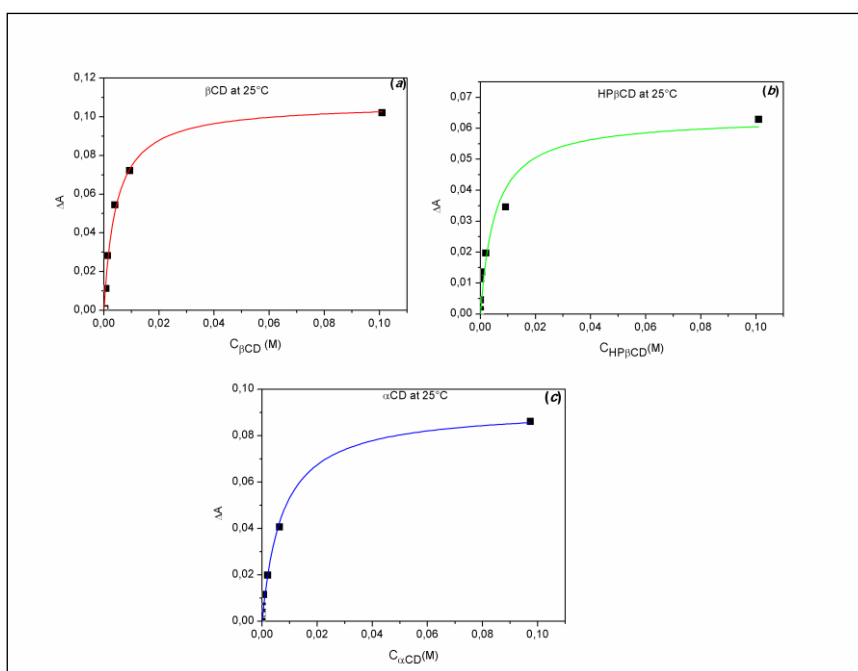 (a)
βCD at 25°C
0,12
0,10
0,08
0,06
0,04
0,02
0,00
ΔA
0,00 0,02 0,04 0,06 0,08 0,10
CβCD (M)
(b)
HPβCD at 25°C
0,07
0,06
0,05
0,04
0,03
0,02
0,01
0,00
ΔA
0,00 0,02 0,04 0,06 0,08 0,10
CHPβCD(M)
(c)
αCD at 25°C
0,10
0,08
0,06
0,04
0,02
0,00
ΔA
0,00 0,02 0,04 0,06 0,08 0,10
CαCD(M)